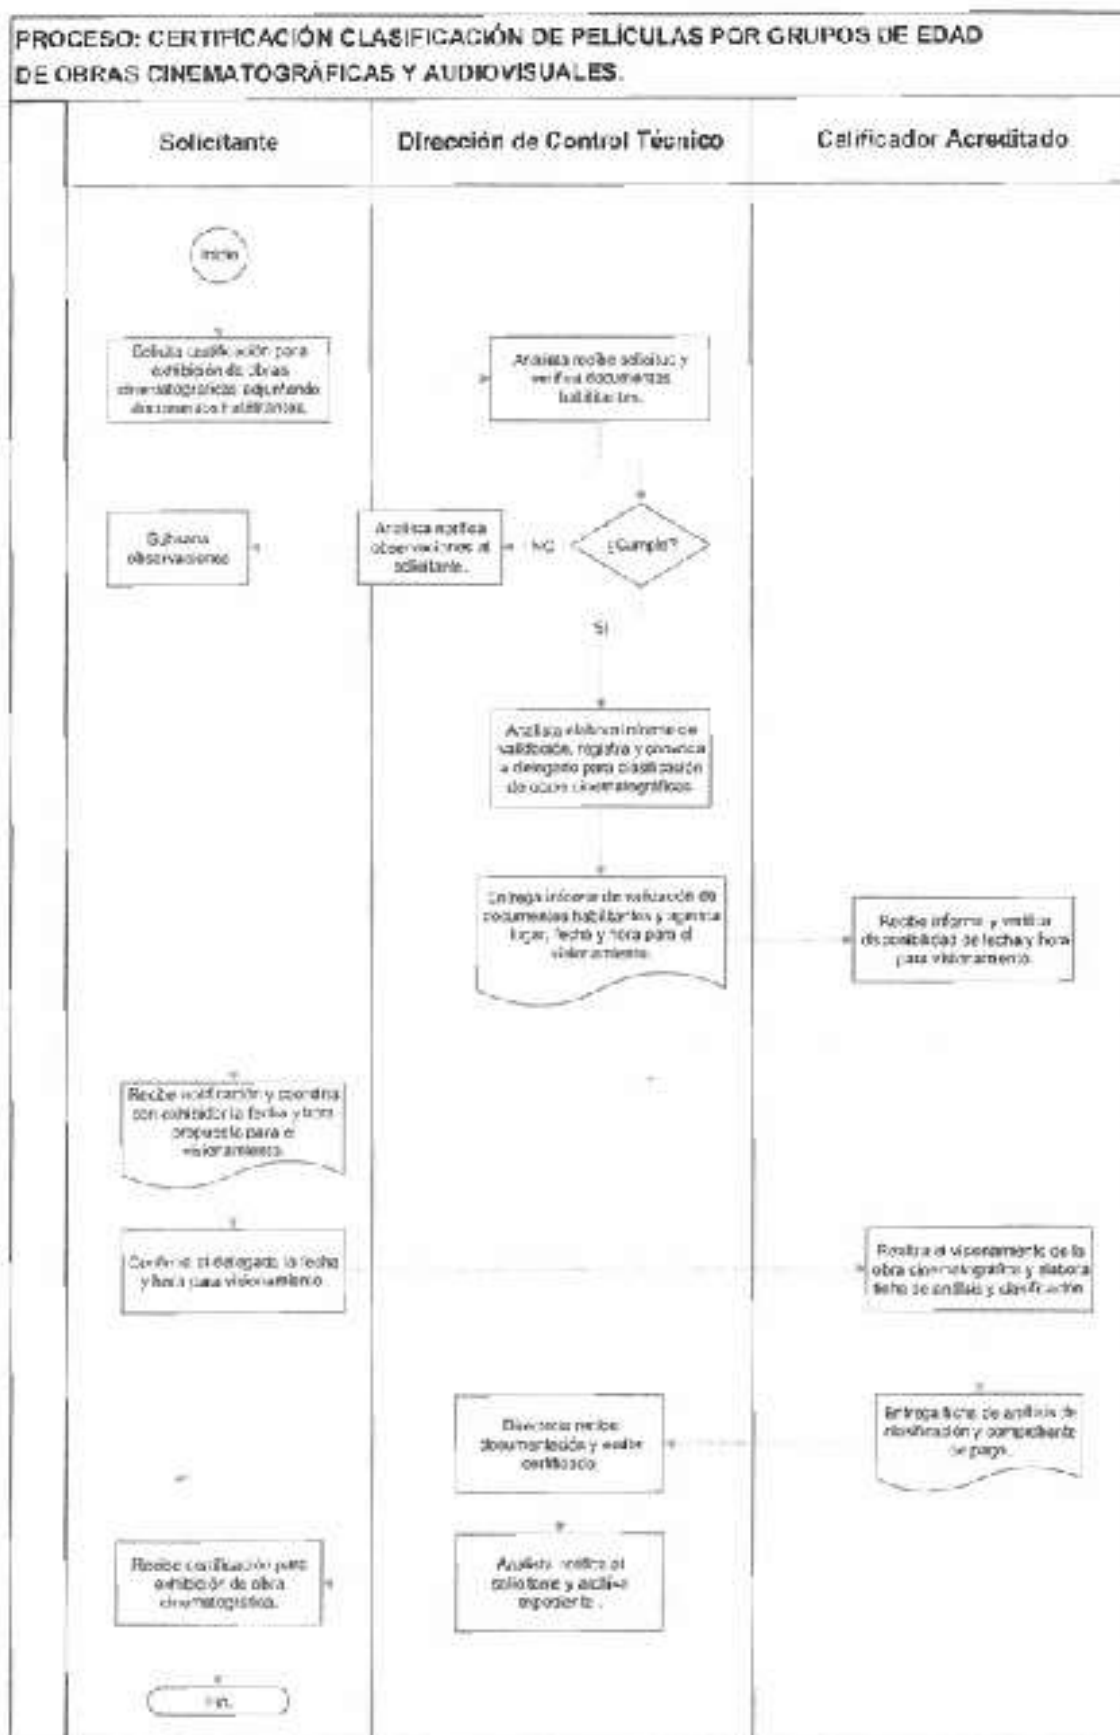 PROCESO: CERTIFICACIÓN CLASIFICACIÓN DE PELÍCULAS POR GRUPOS DE EDAD
DE OBRAS CINEMATOGRÁFICAS Y AUDIOVISUALES.
Solicitante
Dirección de Control Técnico
Calificador Acreditado
Inicio
Solicita certificación para
exhibición de obras
cinematográficas adjuntando
documentos habilitantes.
Analista recibe solicitud y
verifica documentos
habilitantes.
Subsana
observaciones
Analista notifica
observaciones al
solicitante.
NO
¿Cumple?
SI
Analista elabora informe de
validación, registra y convoca
a delegado para clasificación
de obras cinematográficas.
Entrega informe de validación de
documentos habilitantes y
lugar, fecha y hora para el
visionamiento.
Recibe informe y verifica
disponibilidad de fecha y hora
para visionamiento.
Recibe notificación y coordina
con exhibidor la fecha y hora
propuesta para el
visionamiento.
Confirma al delegado la fecha
y hora para visionamiento
Realiza el visionamiento de la
obra cinematográfica y elabora
ficha de análisis y clasificación.
Entrega ficha de análisis de
clasificación y comprobante
de pago.
recibe
documentación y emite
certificado.
Analista notifica al
solicitante y archiva
expediente.
Recibe certificación para
exhibición de obra
cinematográfica.
Fin.